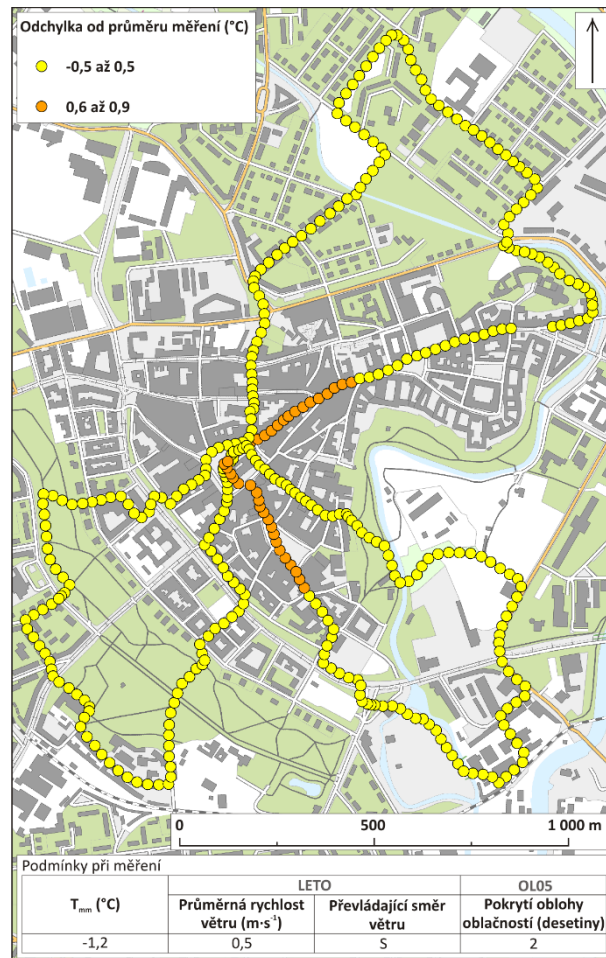 Odchylka od průměru měření (°C)
-0,5 až 0,5
0,6 až 0,9
0 500 1 000 m
Podmínky při měření
LETO OL05
Tmm (°C) Průměrná rychlost větru (m·s-1) Převládající směr větru Pokrytí oblohy oblačností (desetiny)
-1,2 0,5 S 2